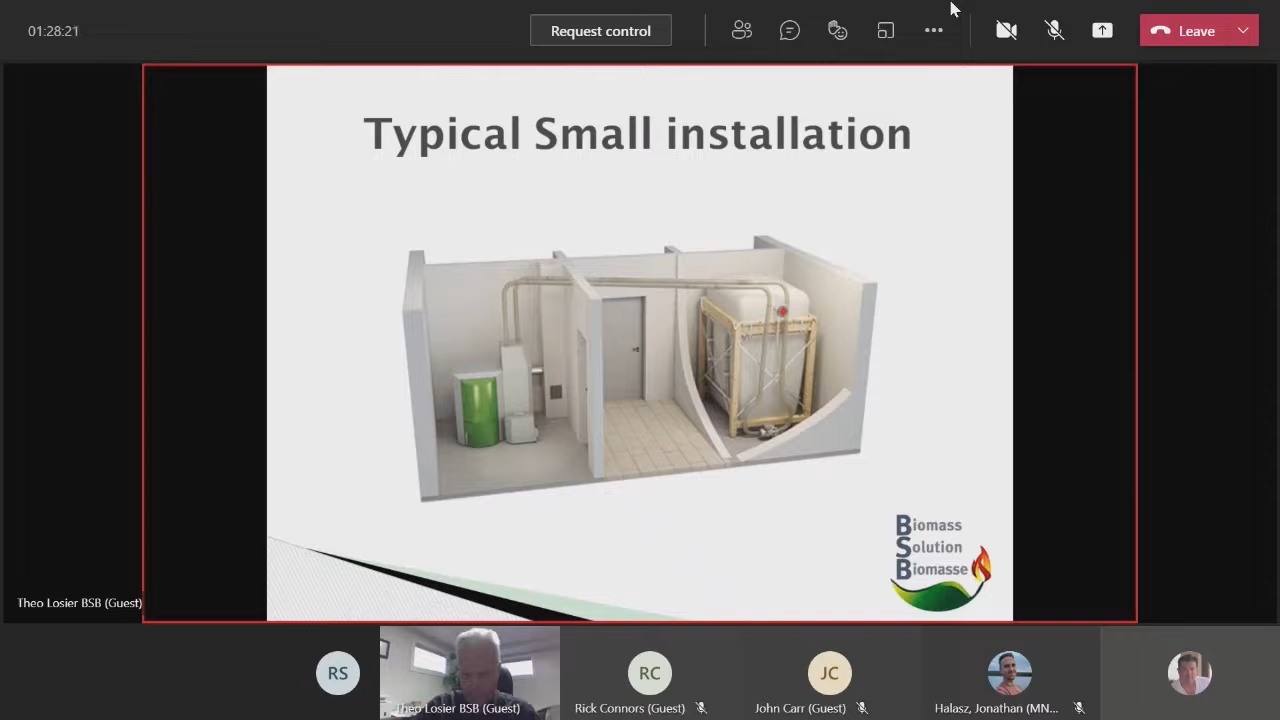 01:28:21
Request control
Leave
Typical Small installation
Biomass
Solution
Biomasse
Theo Losier BSB (Guest)
RS
RC
JC
Theo Losier BSB (Guest)
Rick Connors (Guest)
John Carr (Guest)
Halasz, Jonathan (MN...